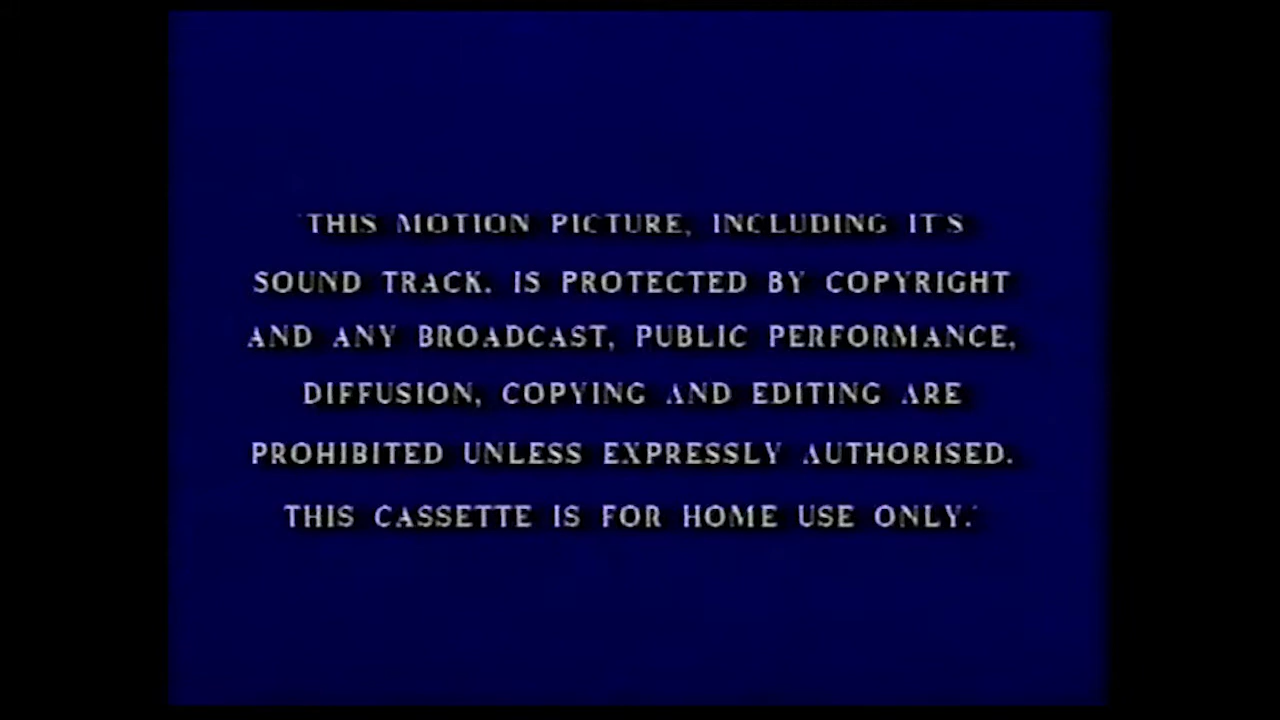 'THIS MOTION PICTURE, INCLUDING IT'S
SOUND TRACK. IS PROTECTED BY COPYRIGHT
AND ANY BROADCAST, PUBLIC PERFORMANCE,
DIFFUSION, COPYING AND EDITING ARE
PROHIBITED UNLESS EXPRESSLY AUTHORISED.
THIS CASSETTE IS FOR HOME USE ONLY.'